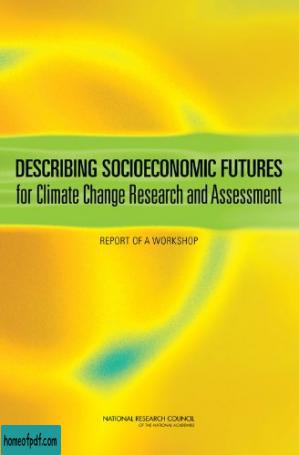 DESCRIBING SOCIOECONOMIC FUTURES
for Climate Change Research and Assessment
REPORT OF A WORKSHOP
NATIONAL RESEARCH COUNCIL
OF THE NATIONAL ACADEMIES
homeofpdf.com